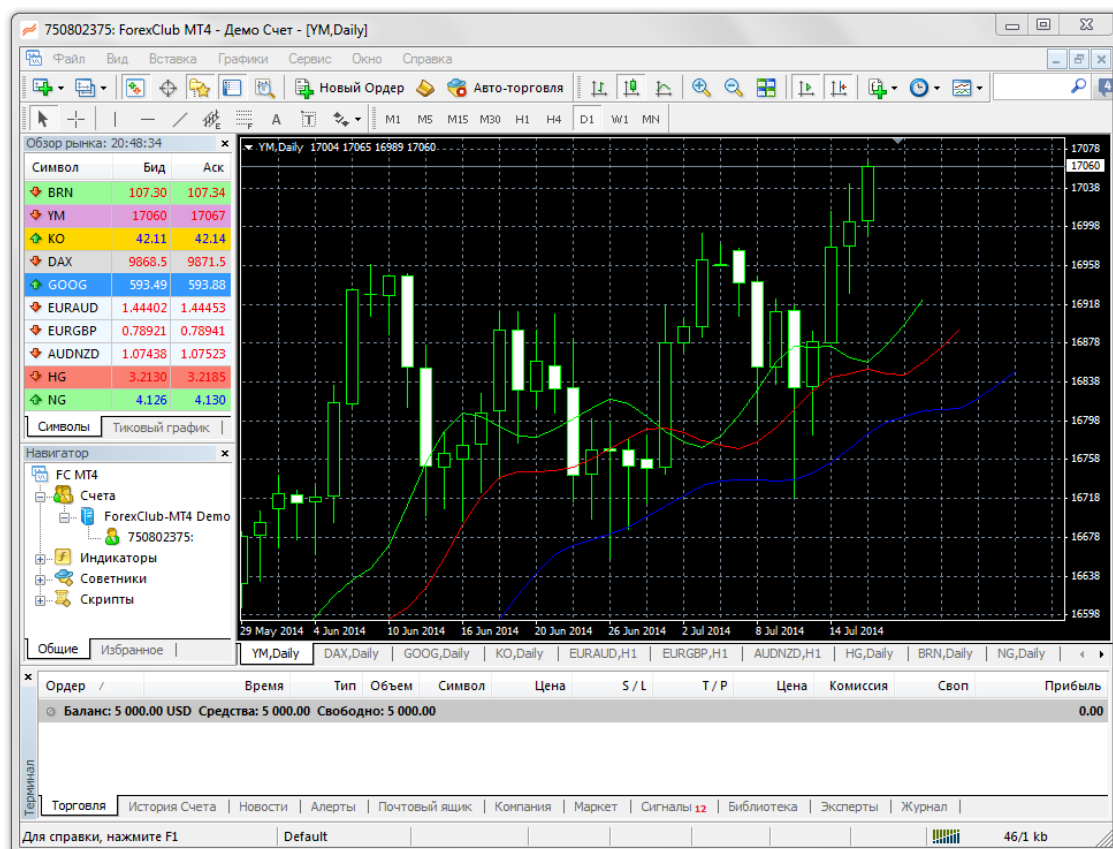 750802375: ForexClub MT4 - Демо Счет - [YM,Daily]
Файл Вид Вставка Графики Сервис Окно Справка
Новый Ордер Авто-торговля 4
A T M1 M5 M15 M30 H1 H4 D1 W1 MN
Обзор рынка: 20:48:34
Символ Бид Аск
BRN 107.30 107.34
YM 17060 17067
KO 42.11 42.14
DAX 9868.5 9871.5
GOOG 593.49 593.88
EURAUD 1.44402 1.44453
EURGBP 0.78921 0.78941
AUDNZD 1.07438 1.07523
HG 3.2130 3.2185
NG 4.126 4.130
Символы Тиковый график
Навигатор
FC MT4
Счета
ForexClub-MT4 Demo
750802375:
Индикаторы
Советники
Скрипты
Общие Избранное
YM,Daily 17004 17065 16989 17060
17078
17060
17038
16998
16958
16918
16878
16838
16798
16758
16718
16678
16638
16598
29 May 2014 4 Jun 2014 10 Jun 2014 16 Jun 2014 20 Jun 2014 26 Jun 2014 2 Jul 2014 8 Jul 2014 14 Jul 2014
YM,Daily DAX,Daily GOOG,Daily KO,Daily EURAUD,H1 EURGBP,H1 AUDNZD,H1 HG,Daily BRN,Daily NG,Daily
Ордер / Время Тип Объем Символ Цена S / L T / P Цена Комиссия Своп Прибыль
Баланс: 5 000.00 USD Средства: 5 000.00 Свободно: 5 000.00 0.00
Терминал
Торговля История Счета Новости Алерты Почтовый ящик Компания Маркет Сигналы 12 Библиотека Эксперты Журнал
Для справки, нажмите F1 Default 46/1 kb